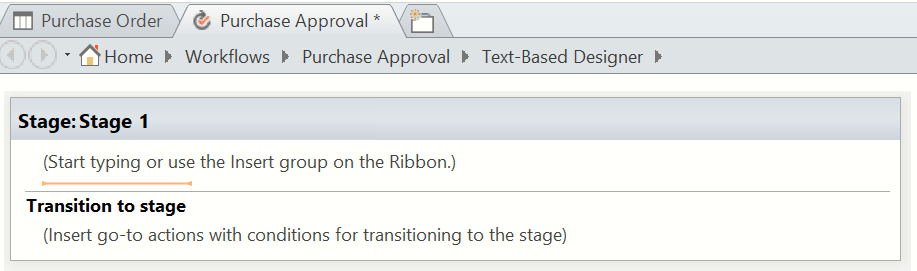 Purchase Order Purchase Approval *
Home Workflows Purchase Approval Text-Based Designer
Stage: Stage 1
(Start typing or use the Insert group on the Ribbon.)
Transition to stage
(Insert go-to actions with conditions for transitioning to the stage)